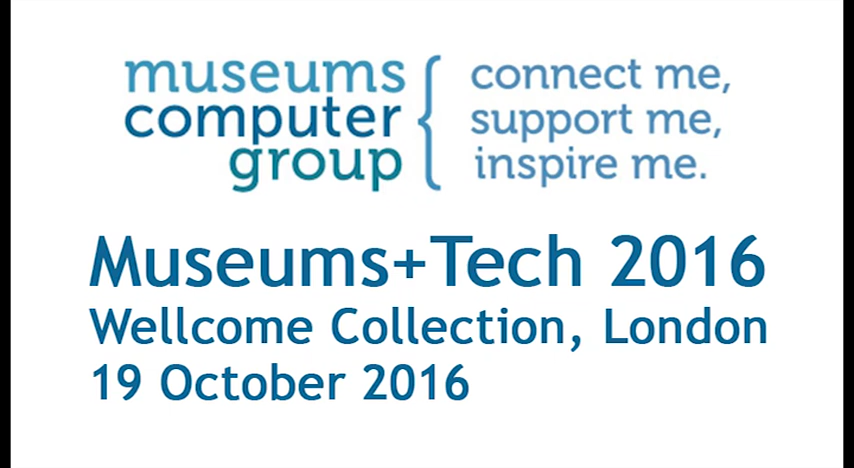 museums
computer
group
{
connect me,
support me,
inspire me.
Museums+Tech 2016
Wellcome Collection, London
19 October 2016